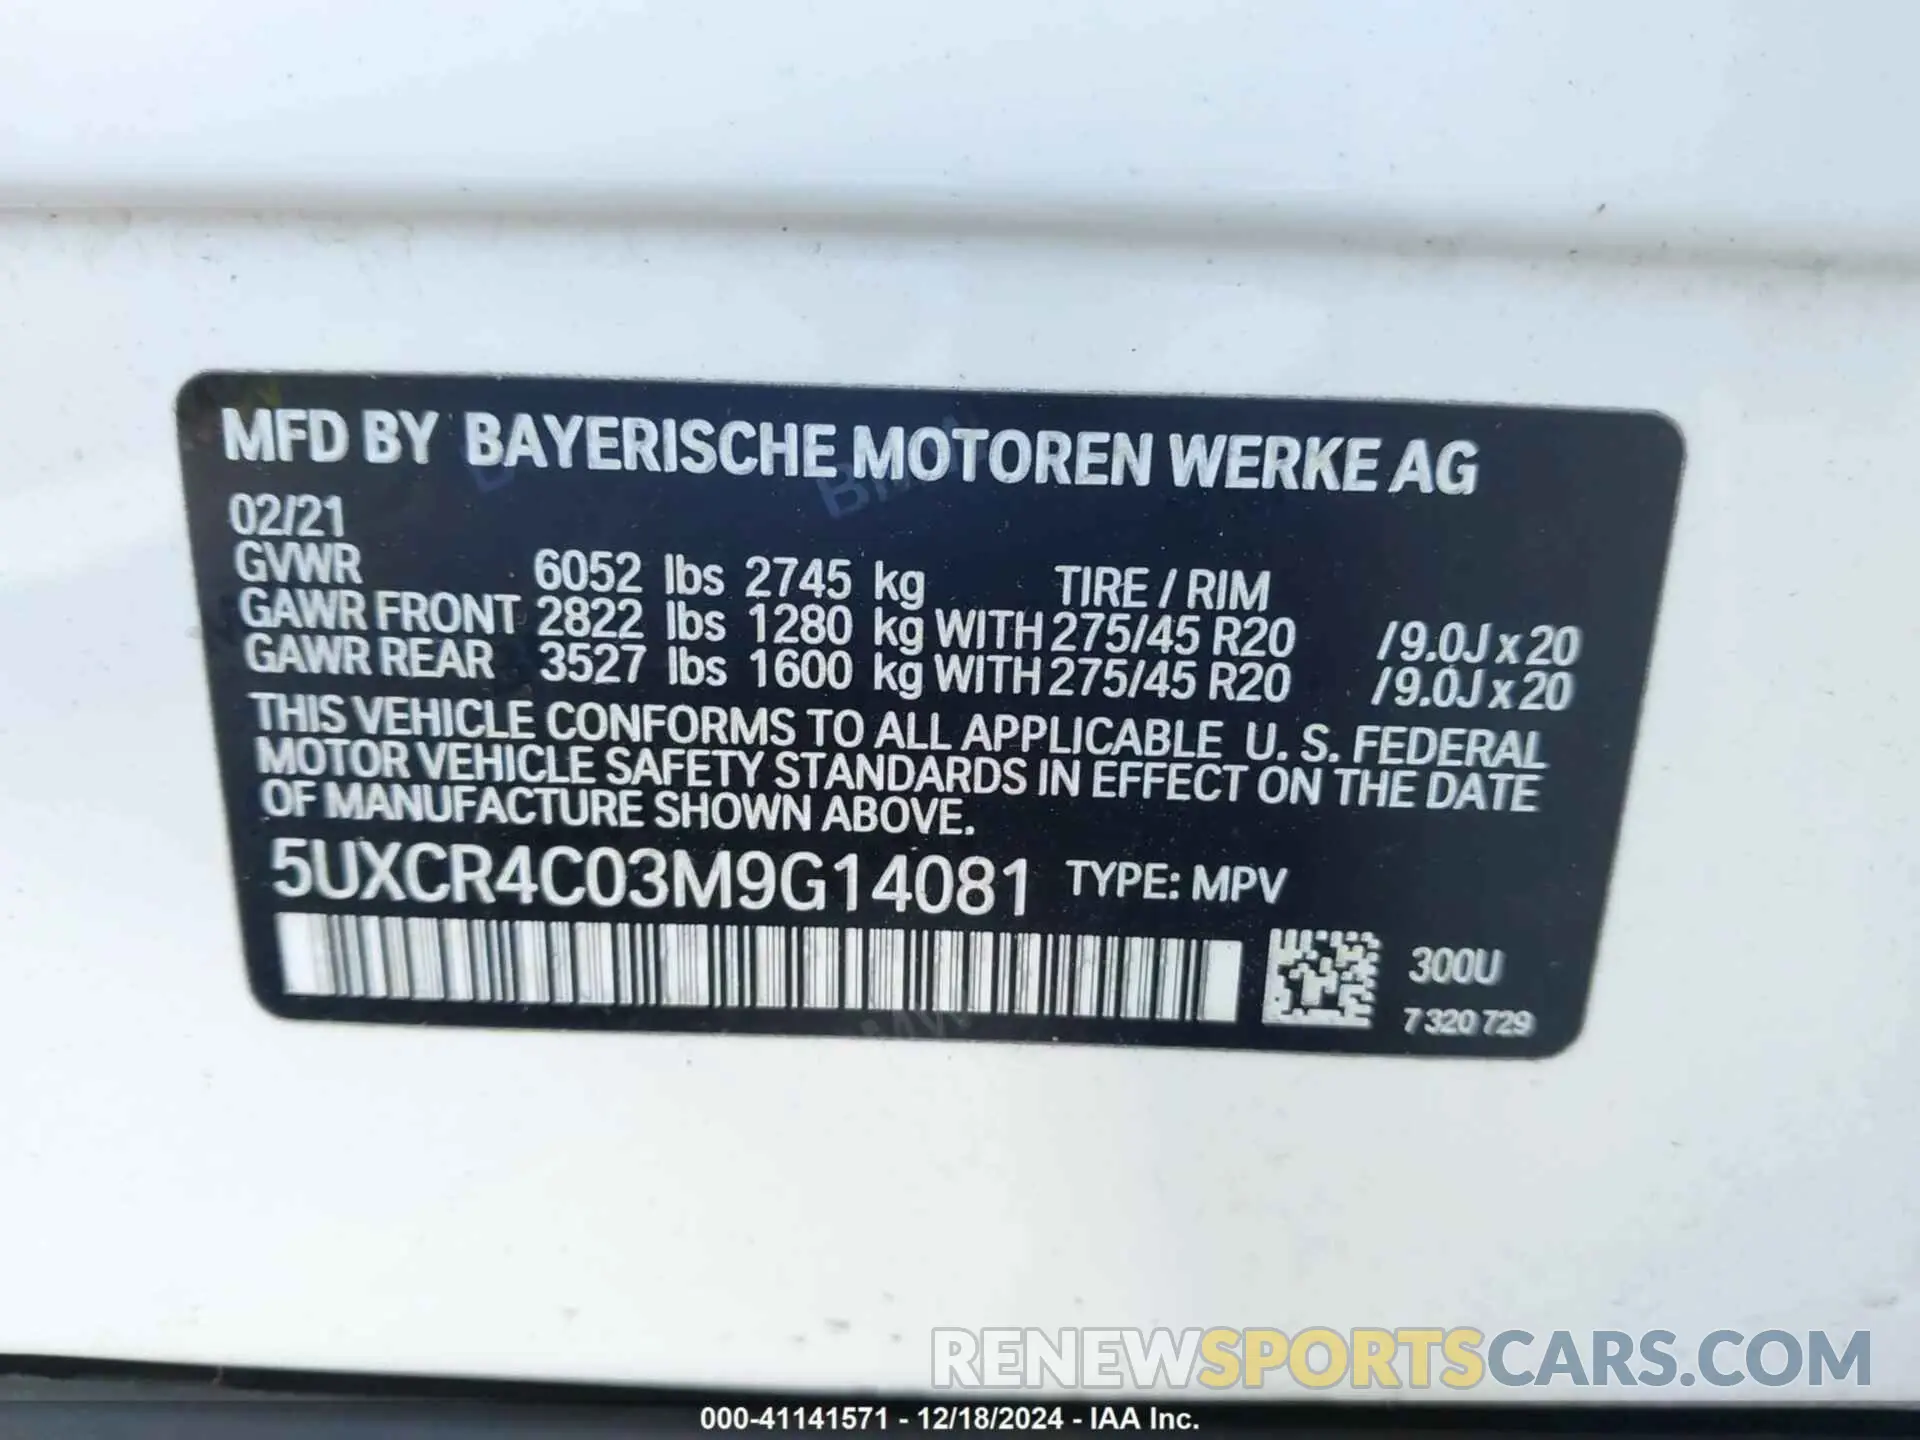 MFD BY BAYERISCHE MOTOREN WERKE AG
02/21
GVWR 6052 lbs 2745 kg TIRE / RIM
GAWR FRONT 2822 lbs 1280 kg WITH 275/45 R20 /9.0J x 20
GAWR REAR 3527 lbs 1600 kg WITH 275/45 R20 /9.0J x 20
THIS VEHICLE CONFORMS TO ALL APPLICABLE U. S. FEDERAL
MOTOR VEHICLE SAFETY STANDARDS IN EFFECT ON THE DATE
OF MANUFACTURE SHOWN ABOVE.
5UXCR4C03M9G14081 TYPE: MPV
300U
7 320 729
RENEWSPORTSCARS.COM
000-41141571 - 12/18/2024 - IAA Inc.